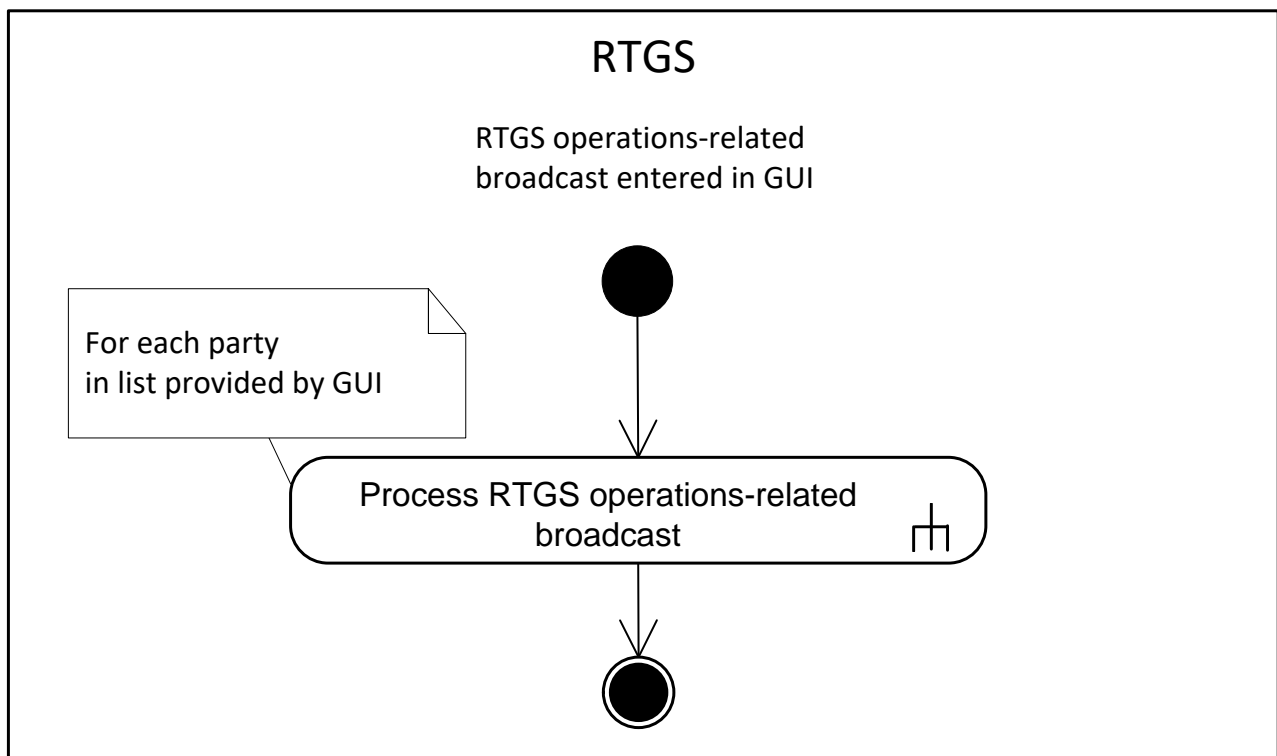 RTGS
RTGS operations-related
broadcast entered in GUI
For each party
in list provided by GUI
Process RTGS operations-related
broadcast